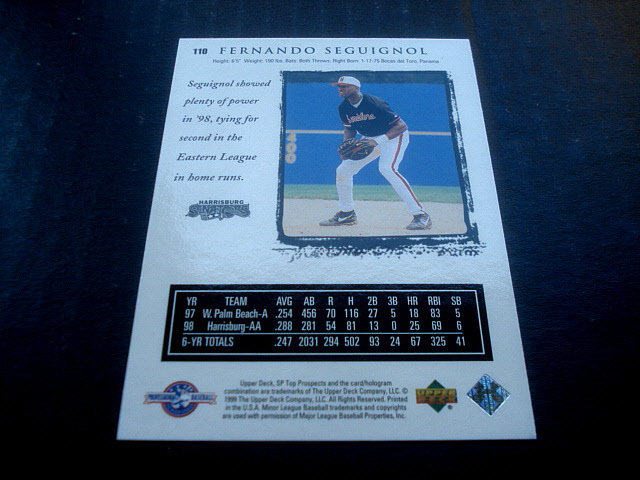 110 FERNANDO SEGUIGNOL
Height: 6'5" Weight: 190 lbs. Bats: Both Throws: Right Born: 1-17-75 Bocas del Toro, Panama
Seguignol showed
plenty of power
in '98, tying for
second in the
Eastern League
in home runs.
HARRISBURG
SENATORS
YR TEAM AVG AB R H 2B 3B HR RBI SB
97 W. Palm Beach-A .254 456 70 116 27 5 18 83 5
98 Harrisburg-AA .288 281 54 81 13 0 25 69 6
6-YR TOTALS .247 2031 294 502 93 24 67 325 41
Upper Deck, SP Top Prospects and the card/hologram
combination are trademarks of The Upper Deck Company, LLC. ©
1999 The Upper Deck Company, LLC. All Rights Reserved. Printed
in the U.S.A. Minor League Baseball trademarks and copyrights
are used with permission of Major League Baseball Properties, Inc.
PROFESSIONAL BASEBALL
UPPER DECK